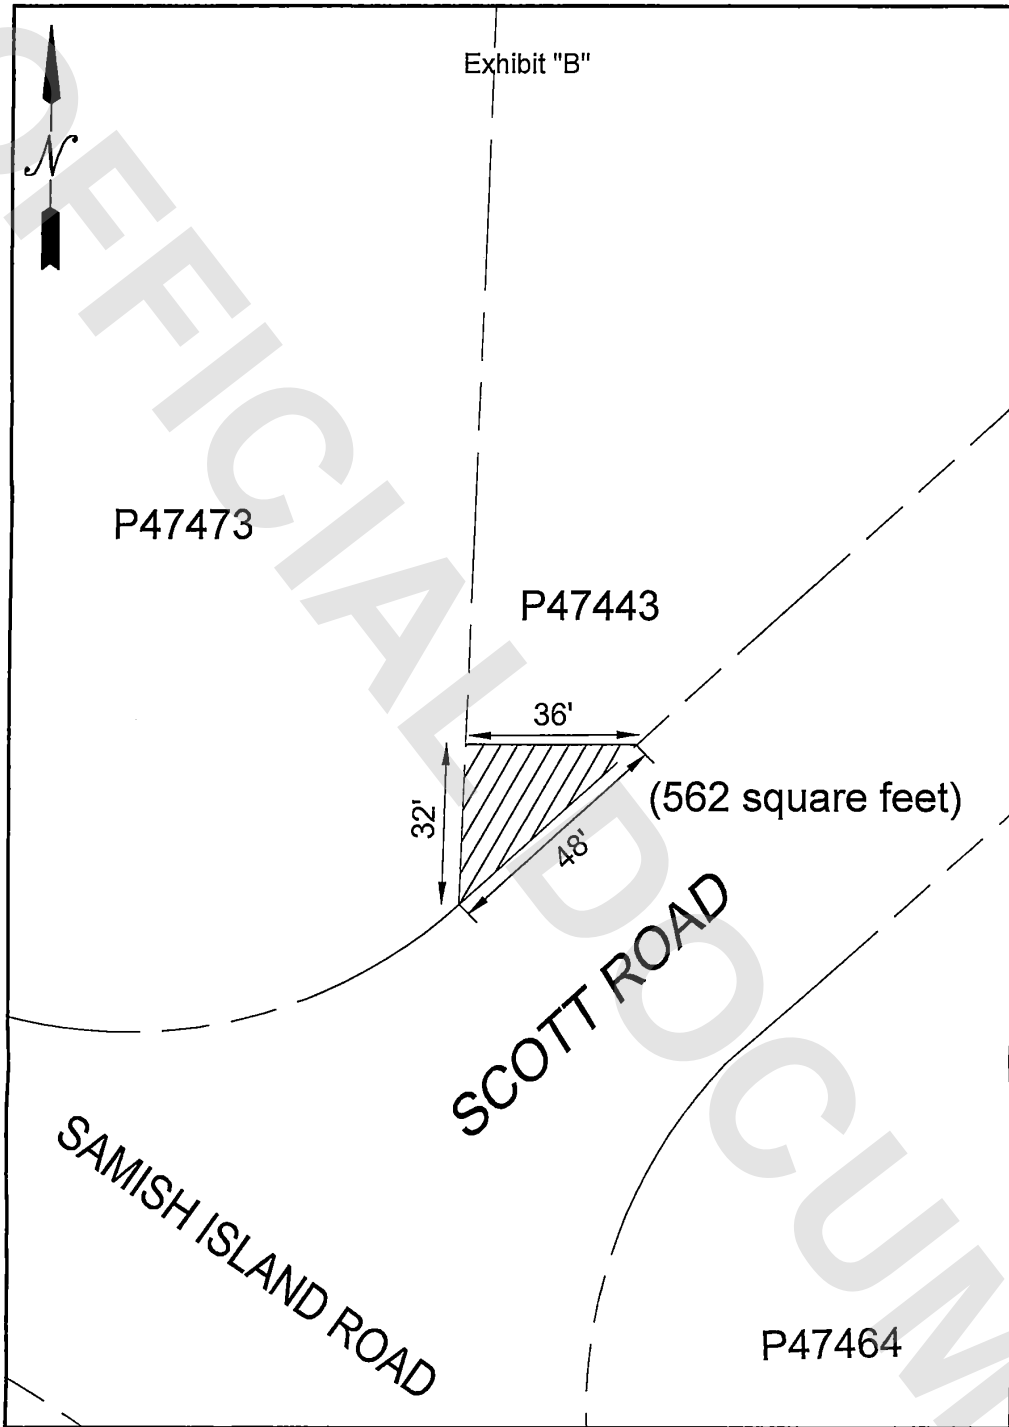 Exhibit "B"
N
P47473
P47443
36'
32'
48'
(562 square feet)
SCOTT ROAD
SAMISH ISLAND ROAD
P47464
OFFICIAL DOCUM